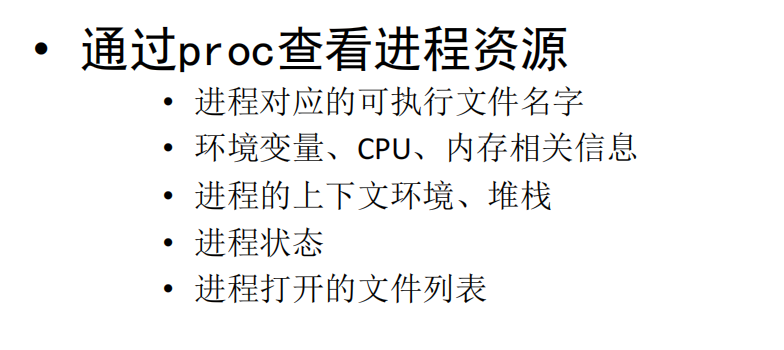 • 通过proc查看进程资源
• 进程对应的可执行文件名字
• 环境变量、CPU、内存相关信息
• 进程的上下文环境、堆栈
• 进程状态
• 进程打开的文件列表